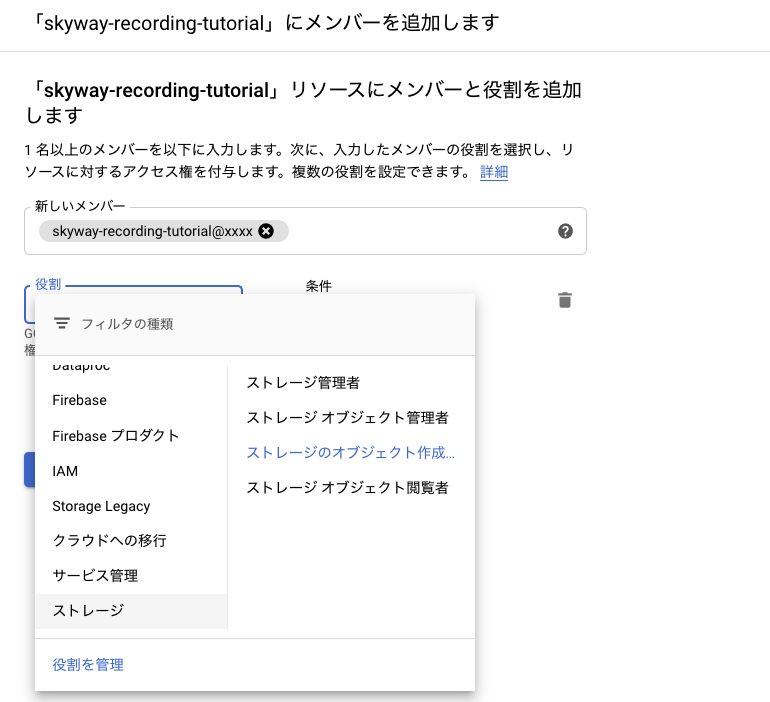 「skyway-recording-tutorial」にメンバーを追加します
「skyway-recording-tutorial」リソースにメンバーと役割を追加
します
1 名以上のメンバーを以下に入力します。次に、入力したメンバーの役割を選択し、リ
ソースに対するアクセス権を付与します。複数の役割を設定できます。 詳細
新しいメンバー
skyway-recording-tutorial@xxxx
役割
条件
フィルタの種類
Dataproc
Firebase
Firebase プロダクト
IAM
Storage Legacy
クラウドへの移行
サービス管理
ストレージ
ストレージ管理者
ストレージ オブジェクト管理者
ストレージのオブジェクト作成...
ストレージ オブジェクト閲覧者
役割を管理